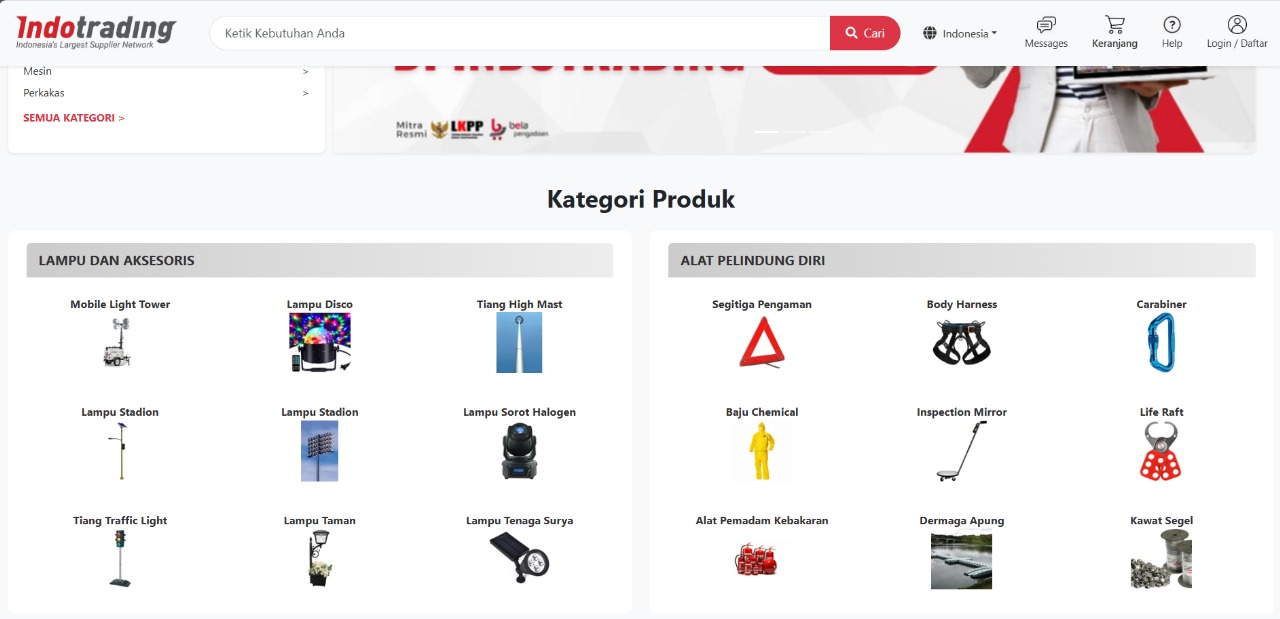 Indotrading
Indonesia's Largest Supplier Network
Ketik Kebutuhan Anda
Cari
Indonesia
Messages
Keranjang
Help
Login / Daftar
Mesin >
Perkakas >
SEMUA KATEGORI >
DI INDOTRADING
Mitra
Resmi
LKPP
bela
pengadaan
Kategori Produk
LAMPU DAN AKSESORIS
Mobile Light Tower
Lampu Disco
Tiang High Mast
Lampu Stadion
Lampu Stadion
Lampu Sorot Halogen
Tiang Traffic Light
Lampu Taman
Lampu Tenaga Surya
ALAT PELINDUNG DIRI
Segitiga Pengaman
Body Harness
Carabiner
Baju Chemical
Inspection Mirror
Life Raft
Alat Pemadam Kebakaran
Dermaga Apung
Kawat Segel